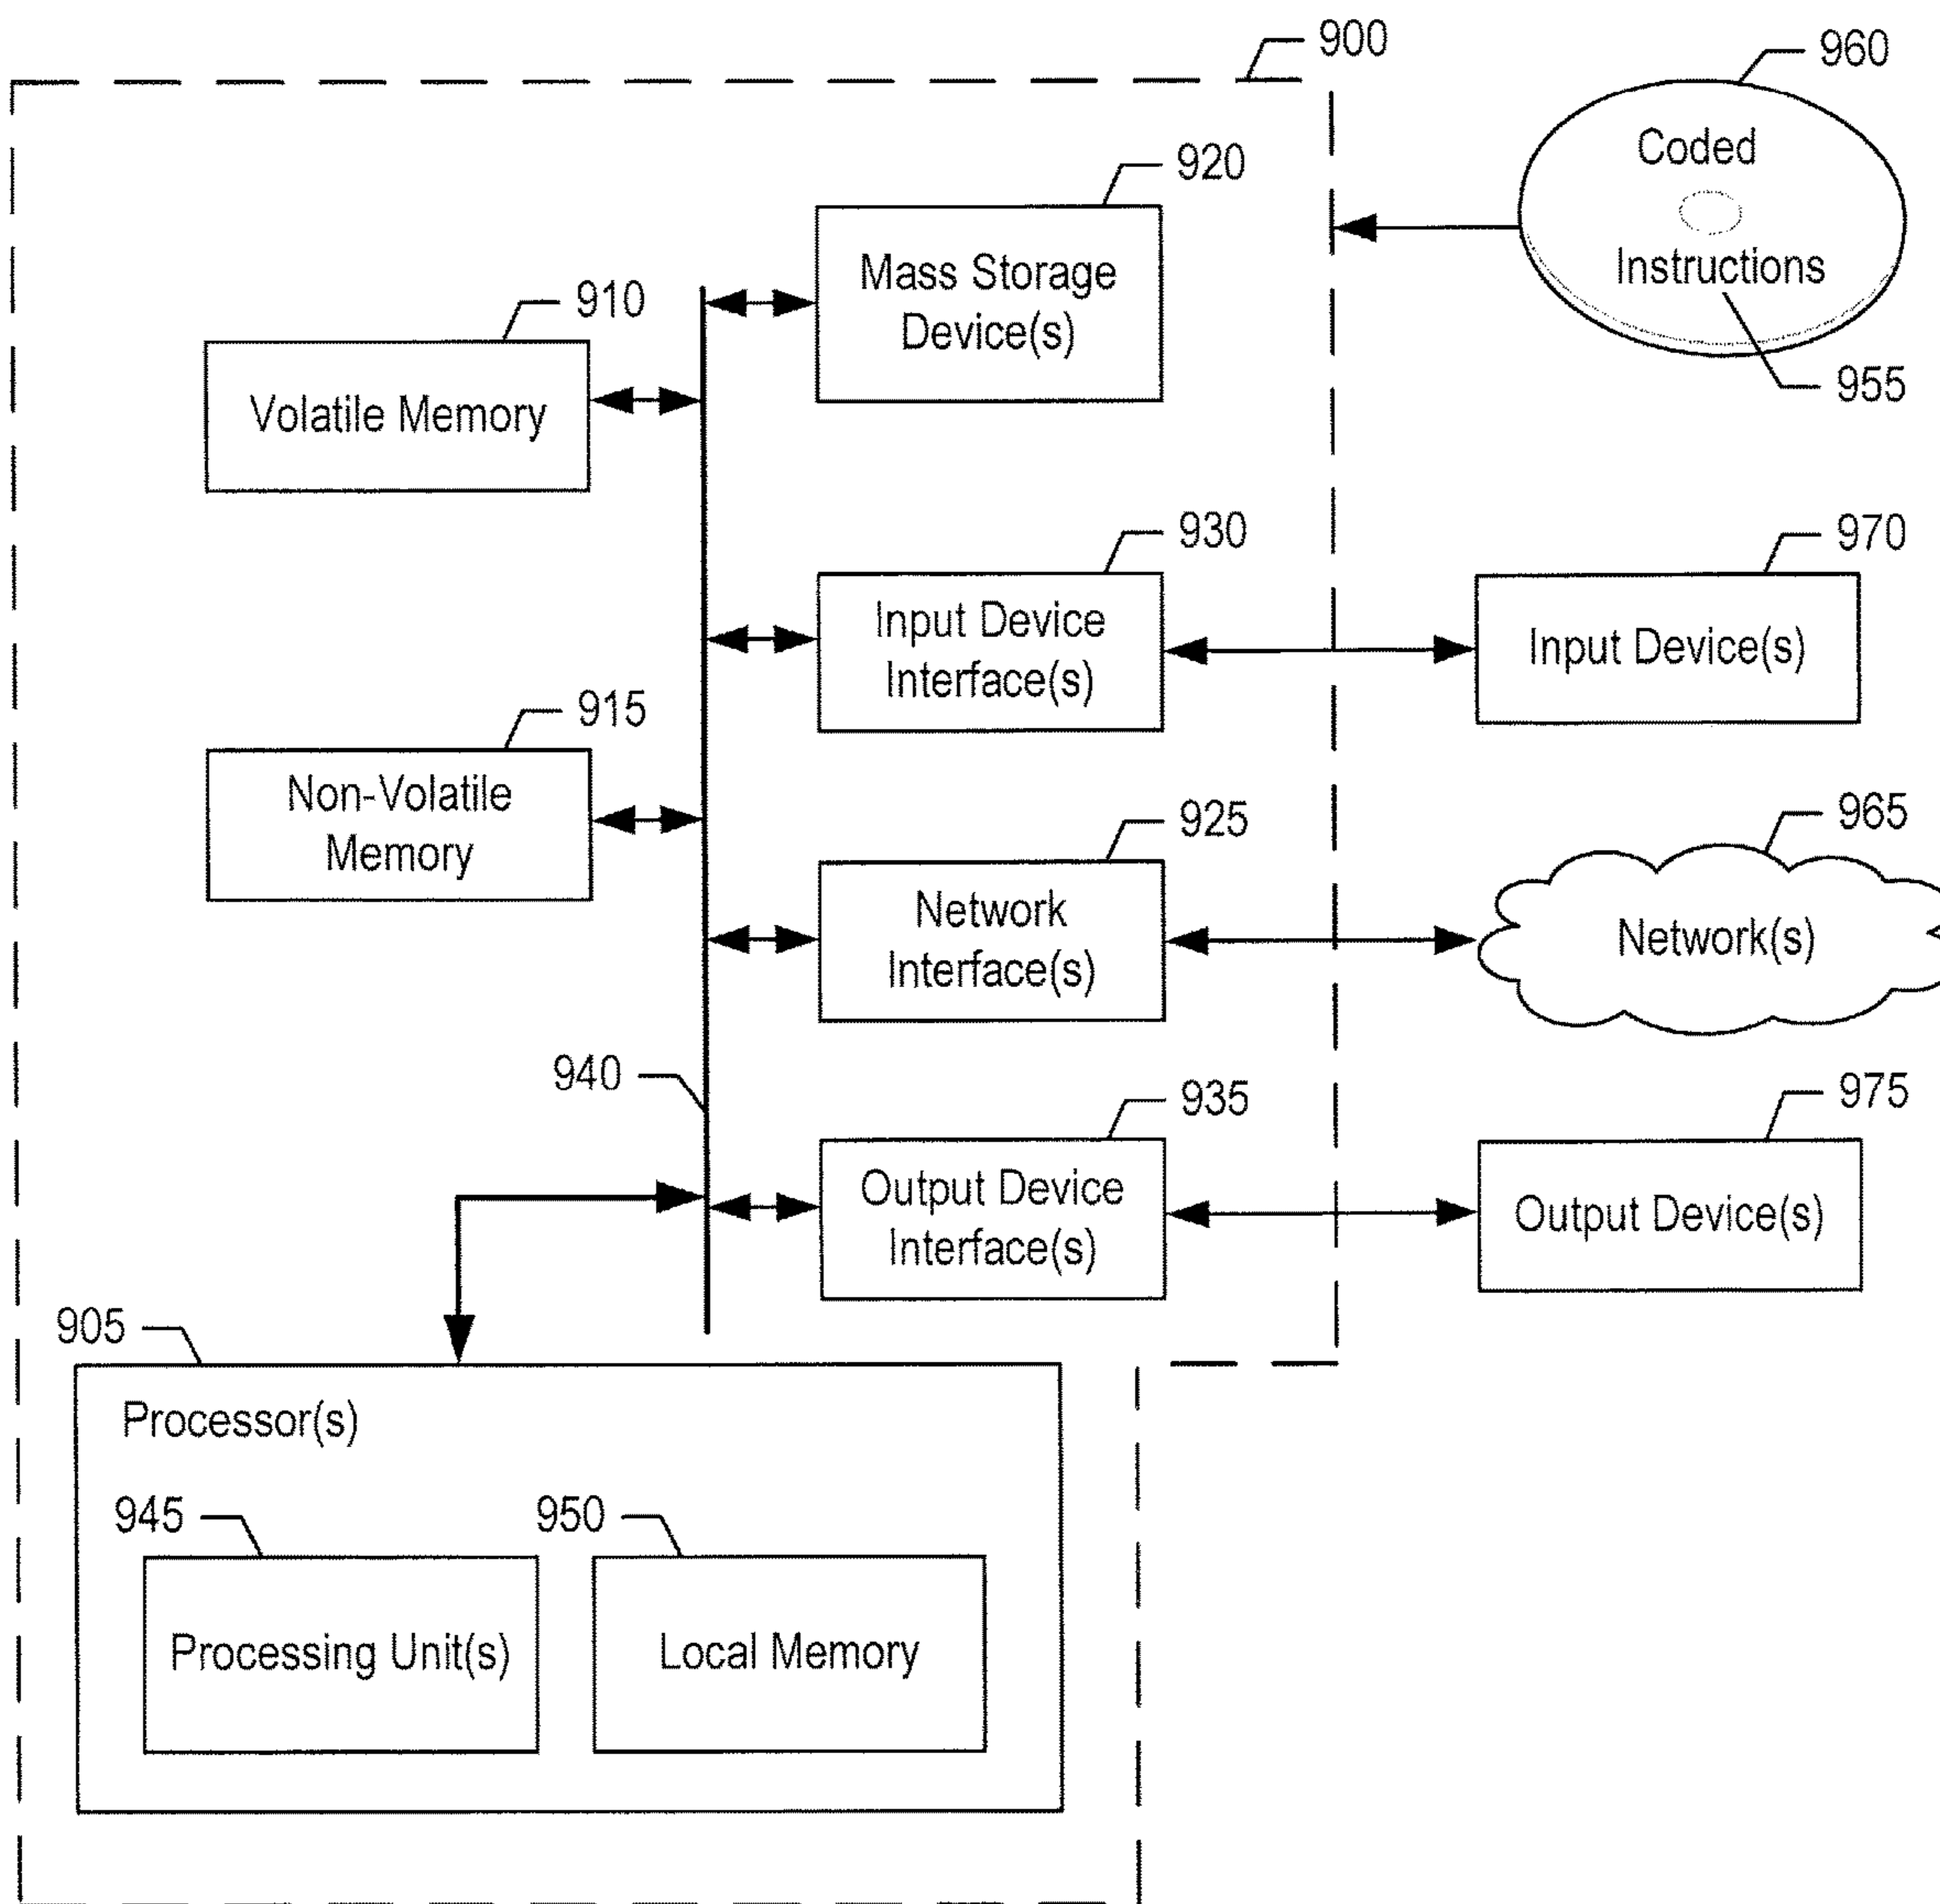 900
960
Coded
Instructions
955
920
Mass Storage
Device(s)
910
Volatile Memory
930
Input Device
Interface(s)
970
Input Device(s)
915
Non-Volatile
Memory
925
Network
Interface(s)
965
Network(s)
940
935
Output Device
Interface(s)
975
Output Device(s)
905
Processor(s)
945
Processing Unit(s)
950
Local Memory